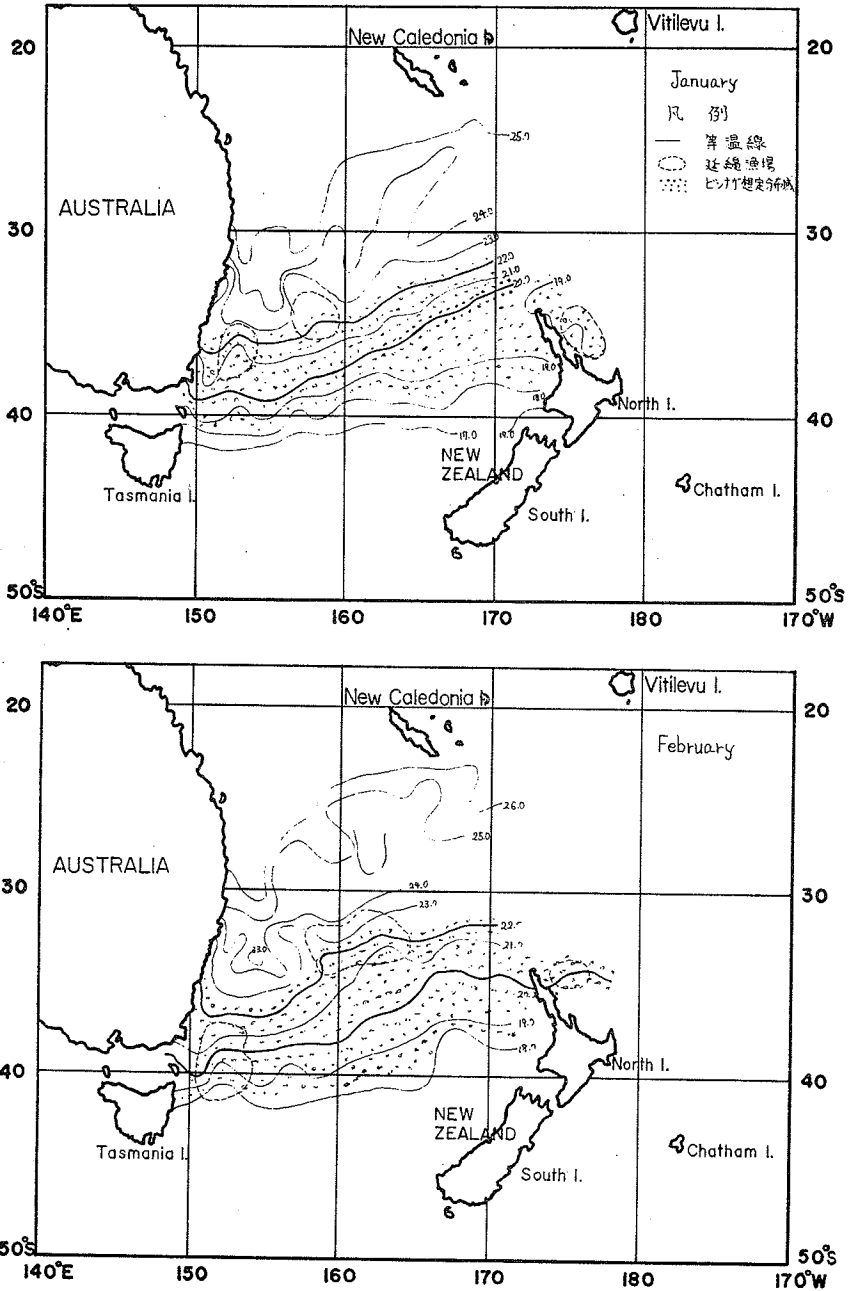 New Caledonia I.
Vitilevu I.
20
20
January
凡 例
等温線
延縄漁場
ビンナガ想定分布域
25.0
AUSTRALIA
24.0
30
30
23.0
22.0
21.0
20.0
19.0
19.0
18.0
North I.
40
40
17.0
19.0
NEW
ZEALAND
Tasmania I.
Chatham I.
South I.
50°S
50°S
140°E
150
160
170
180
170°W
New Caledonia I.
Vitilevu I.
20
20
February
26.0
25.0
AUSTRALIA
30
30
24.0
23.0
22.0
23.0
21.0
19.0
18.0
North I.
40
40
NEW
ZEALAND
Tasmania I.
Chatham I.
South I.
50°S
50°S
140°E
150
160
170
180
170°W